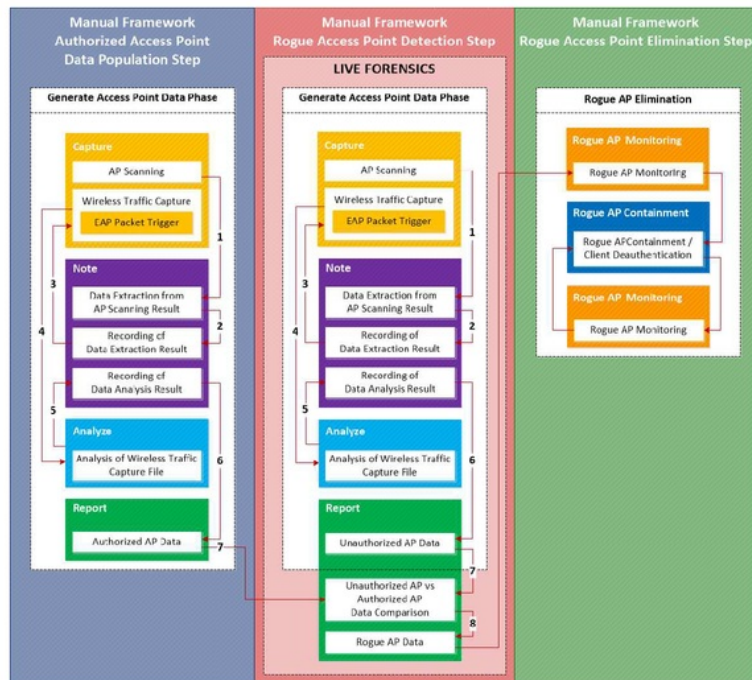 Manual Framework
Authorized Access Point
Data Population Step
Generate Access Point Data Phase
Capture
AP Scanning
Wireless Traffic Capture
EAP Packet Trigger
1
Note
3
Data Extraction from
AP Scanning Result
2
4
Recording of
Data Extraction Result
Recording of
Data Analysis Result
5
Analyze
6
Analysis of Wireless Traffic
Capture File
Report
Authorized AP Data
7
Manual Framework
Rogue Access Point Detection Step
LIVE FORENSICS
Generate Access Point Data Phase
Capture
AP Scanning
Wireless Traffic Capture
EAP Packet Trigger
1
Note
3
Data Extraction from
AP Scanning Result
2
4
Recording of
Data Extraction Result
Recording of
Data Analysis Result
5
Analyze
6
Analysis of Wireless Traffic
Capture File
Report
Unauthorized AP Data
7
Unauthorized AP vs
Authorized AP
Data Comparison
8
Rogue AP Data
Manual Framework
Rogue Access Point Elimination Step
Rogue AP Elimination
Rogue AP Monitoring
Rogue AP Monitoring
Rogue AP Containment
Rogue APContainment /
Client Deauthentication
Rogue AP Monitoring
Rogue AP Monitoring